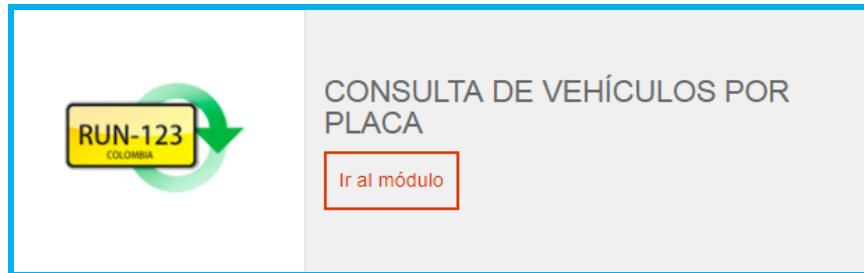 RUN-123
COLOMBIA
CONSULTA DE VEHÍCULOS POR
PLACA
Ir al módulo